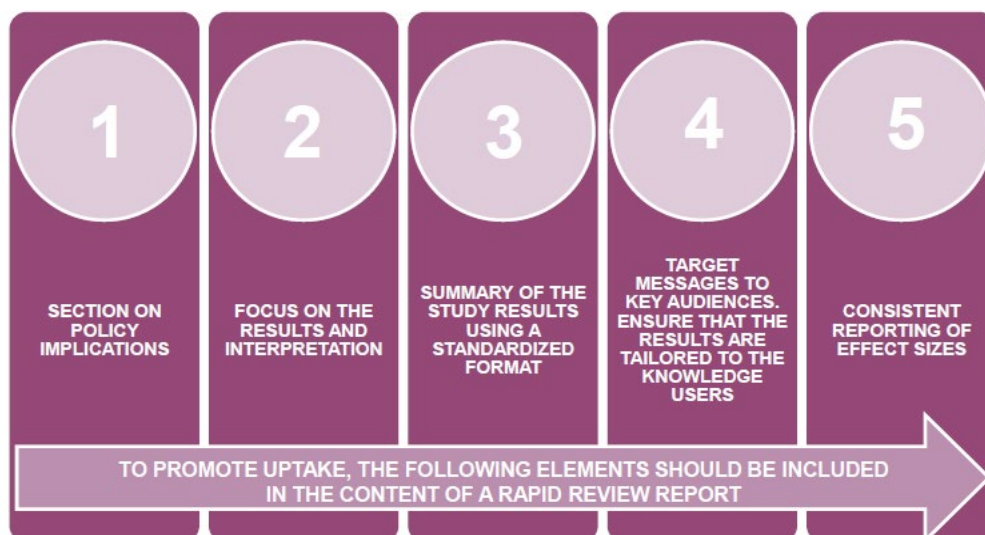 1
SECTION ON
POLICY
IMPLICATIONS
2
FOCUS ON THE
RESULTS AND
INTERPRETATION
3
SUMMARY OF THE
STUDY RESULTS
USING A
STANDARDIZED
FORMAT
4
TARGET
MESSAGES TO
KEY AUDIENCES.
ENSURE THAT THE
RESULTS ARE
TAILORED TO THE
KNOWLEDGE
USERS
5
CONSISTENT
REPORTING OF
EFFECT SIZES
TO PROMOTE UPTAKE, THE FOLLOWING ELEMENTS SHOULD BE INCLUDED
IN THE CONTENT OF A RAPID REVIEW REPORT